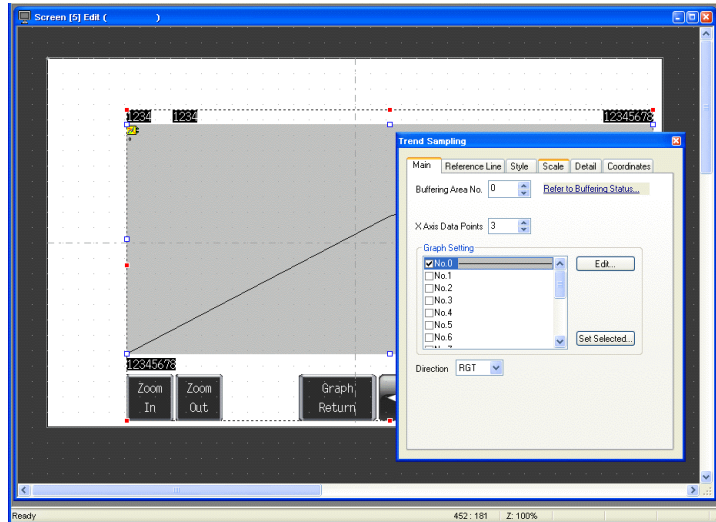 Screen [5] Edit ( )
1234 1234 12345678
Trend Sampling
Main Reference Line Style Scale Detail Coordinates
Buffering Area No. 0 Refer to Buffering Status...
X Axis Data Points 3
Graph Setting
No.0 Edit...
No.1
No.2
No.3
No.4
No.5
No.6 Set Selected...
Direction RGT
12345678
Zoom In
Zoom Out
Graph Return
Ready 452 : 181 Z: 100%